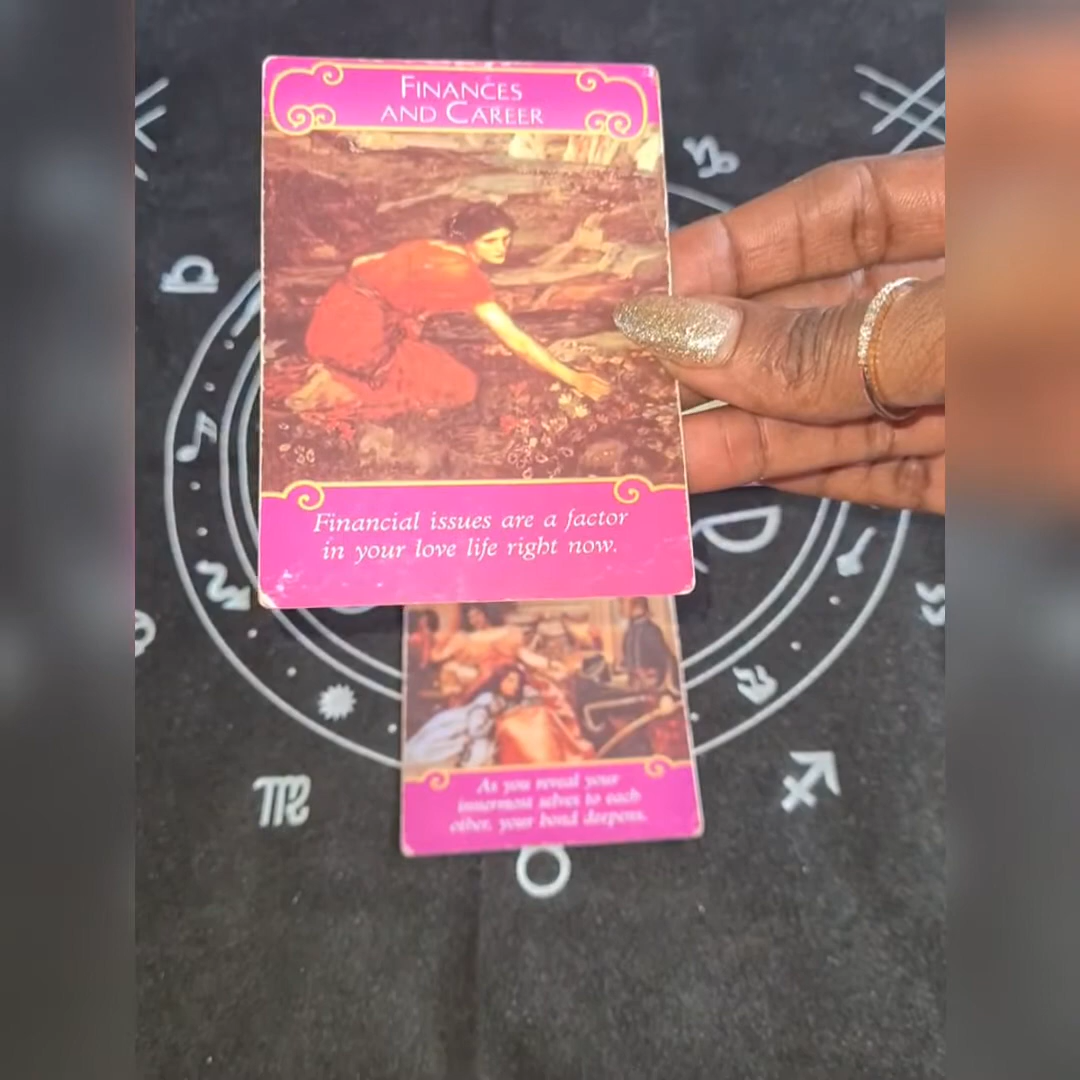 FINANCES
AND CAREER
Financial issues are a factor
in your love life right now.
As you reveal your
innermost selves to each
other, your bond deepens.